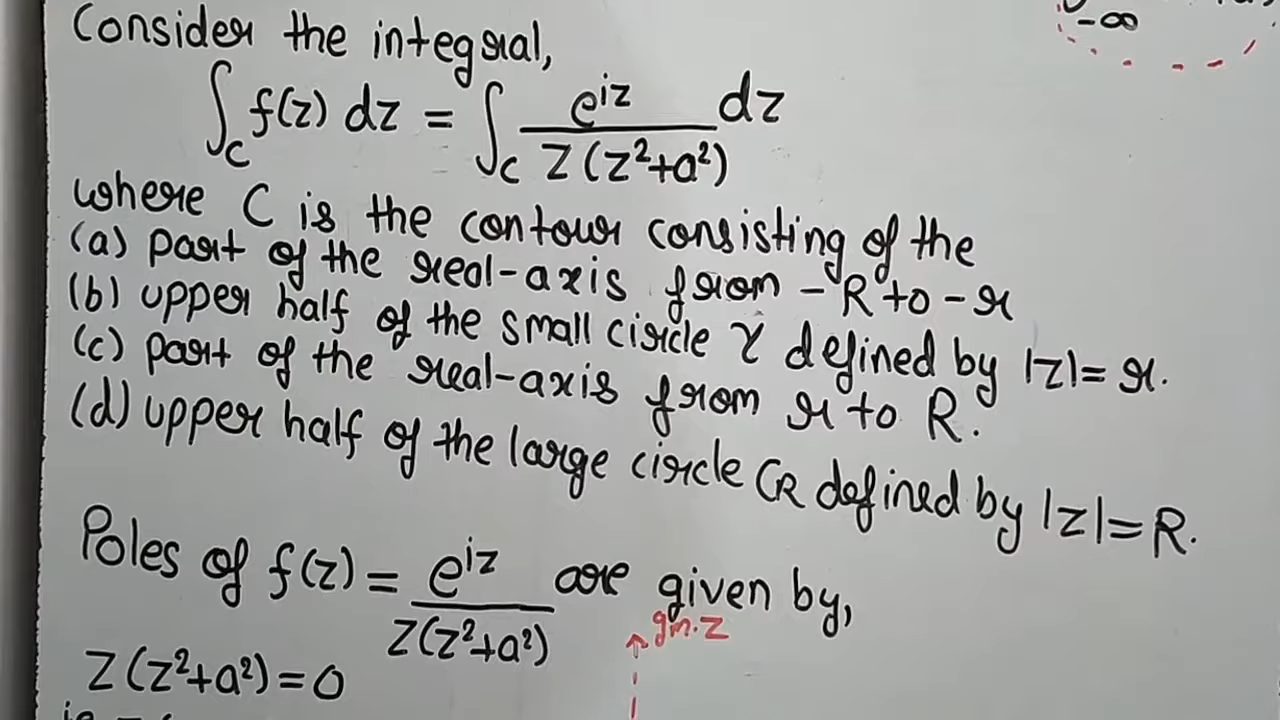 Consider the integral,
-∞
∫_C f(z) dz = ∫_C e^{iz} / z(z²+a²) dz
where C is the contour consisting of the
(a) part of the real-axis from -R to -r
(b) upper half of the small circle γ defined by |z|= r.
(c) part of the real-axis from r to R.
(d) upper half of the large circle C_R defined by |z|=R.
Poles of f(z) = e^{iz} / z(z²+a²) are given by,
Im.z
z(z²+a²)=0